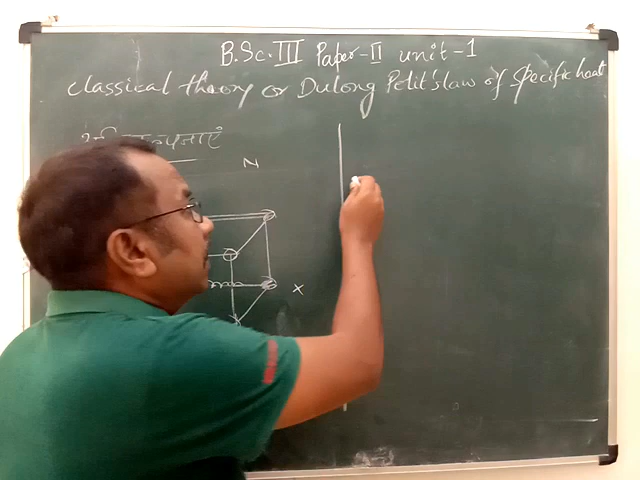 B.Sc. III Paper-II unit-1
Classical theory or Dulong Petit's law of Specific heat
N
X